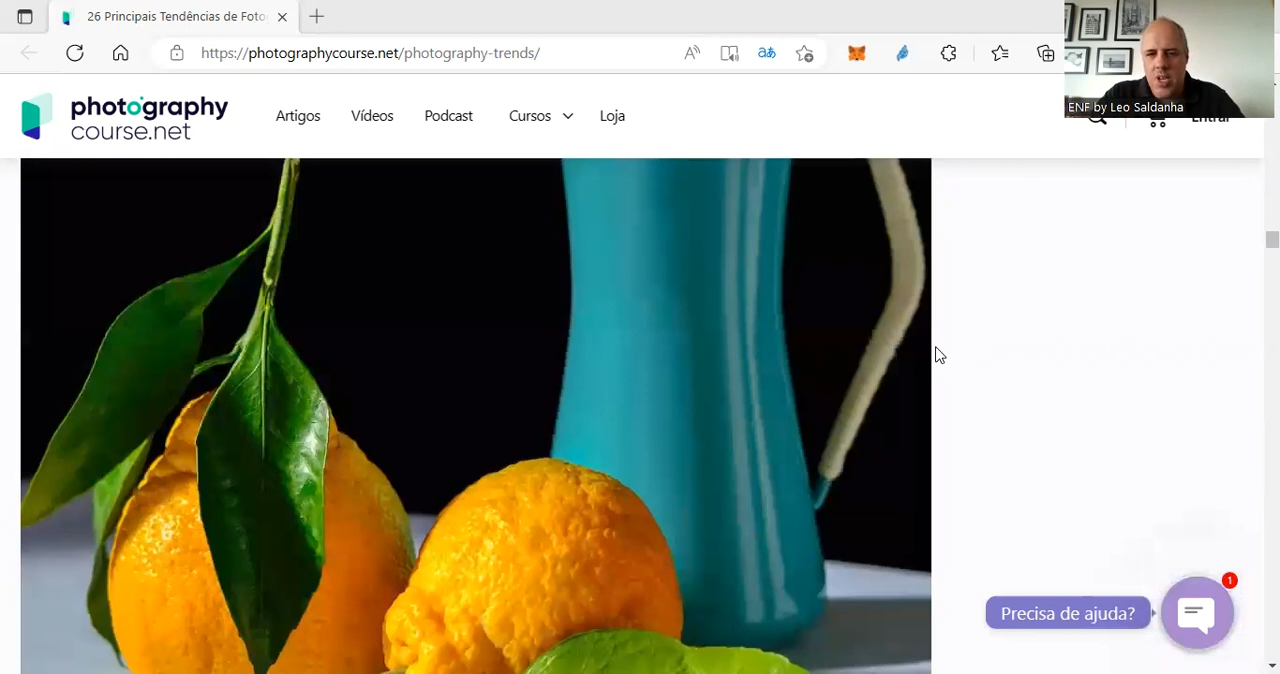 26 Principais Tendências de Foto
https://photographycourse.net/photography-trends/
ENF by Leo Saldanha
photography
course.net
Artigos
Vídeos
Podcast
Cursos
Loja
Entrar
1
Precisa de ajuda?